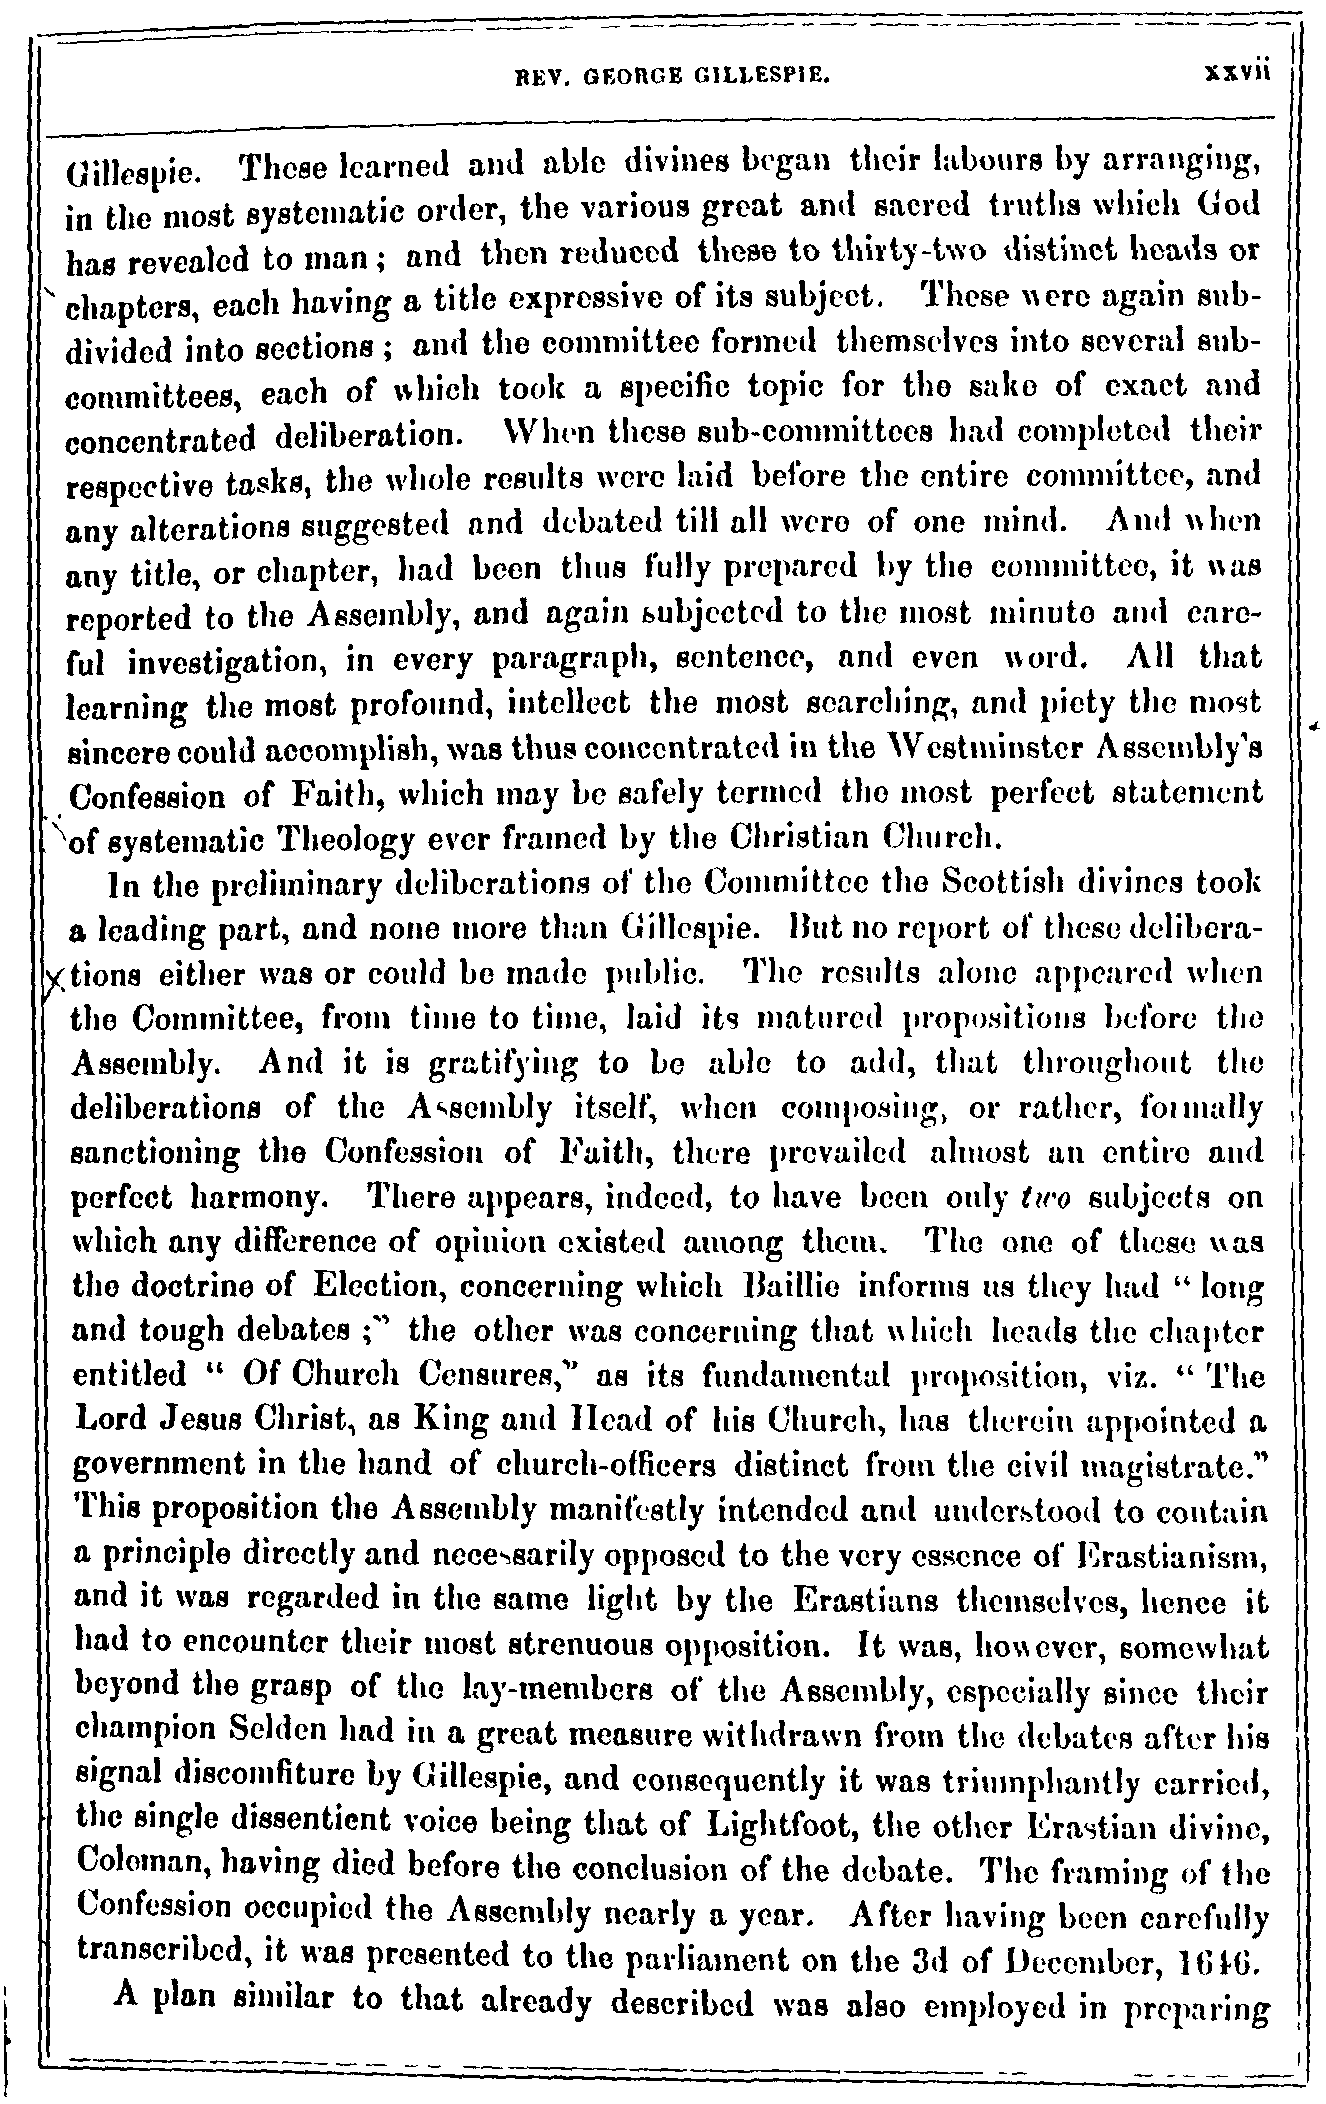 REV. GEORGE GILLESPIE. xxvii
Gillespie. These learned and able divines began their labours by arranging,
in the most systematic order, the various great and sacred truths which God
has revealed to man; and then reduced these to thirty-two distinct heads or
chapters, each having a title expressive of its subject. These were again sub-
divided into sections; and the committee formed themselves into several sub-
committees, each of which took a specific topic for the sake of exact and
concentrated deliberation. When these sub-committees had completed their
respective tasks, the whole results were laid before the entire committee, and
any alterations suggested and debated till all were of one mind. And when
any title, or chapter, had been thus fully prepared by the committee, it was
reported to the Assembly, and again subjected to the most minute and care-
ful investigation, in every paragraph, sentence, and even word. All that
learning the most profound, intellect the most searching, and piety the most
sincere could accomplish, was thus concentrated in the Westminster Assembly's
Confession of Faith, which may be safely termed the most perfect statement
of systematic Theology ever framed by the Christian Church.
In the preliminary deliberations of the Committee the Scottish divines took
a leading part, and none more than Gillespie. But no report of these delibera-
tions either was or could be made public. The results alone appeared when
the Committee, from time to time, laid its matured propositions before the
Assembly. And it is gratifying to be able to add, that throughout the
deliberations of the Assembly itself, when composing, or rather, formally
sanctioning the Confession of Faith, there prevailed almost an entire and
perfect harmony. There appears, indeed, to have been only two subjects on
which any difference of opinion existed among them. The one of these was
the doctrine of Election, concerning which Baillie informs us they had "long
and tough debates;" the other was concerning that which heads the chapter
entitled "Of Church Censures," as its fundamental proposition, viz. "The
Lord Jesus Christ, as King and Head of his Church, has therein appointed a
government in the hand of church-officers distinct from the civil magistrate."
This proposition the Assembly manifestly intended and understood to contain
a principle directly and necessarily opposed to the very essence of Erastianism,
and it was regarded in the same light by the Erastians themselves, hence it
had to encounter their most strenuous opposition. It was, however, somewhat
beyond the grasp of the lay-members of the Assembly, especially since their
champion Selden had in a great measure withdrawn from the debates after his
signal discomfiture by Gillespie, and consequently it was triumphantly carried,
the single dissentient voice being that of Lightfoot, the other Erastian divine,
Coleman, having died before the conclusion of the debate. The framing of the
Confession occupied the Assembly nearly a year. After having been carefully
transcribed, it was presented to the parliament on the 3d of December, 1646.
A plan similar to that already described was also employed in preparing